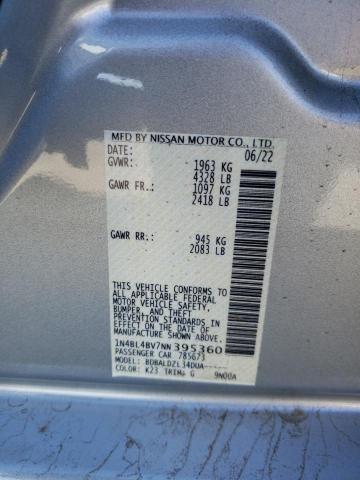 MFD BY NISSAN MOTOR CO., LTD.
DATE: 06/22
GVWR: 1963 KG
4328 LB
GAWR FR.: 1097 KG
2418 LB
GAWR RR.: 945 KG
2083 LB
THIS VEHICLE CONFORMS TO
ALL APPLICABLE FEDERAL
MOTOR VEHICLE SAFETY,
BUMPER, AND THEFT
PREVENTION STANDARDS
IN EFFECT ON THE DATE OF
MANUFACTURE SHOWN ABOVE.
1N4BL4BV7NN395360
PASSENGER CAR 785673
MODEL: BDBALDZL34DUA-----
COLOR: K23 TRIM: G 9N00A